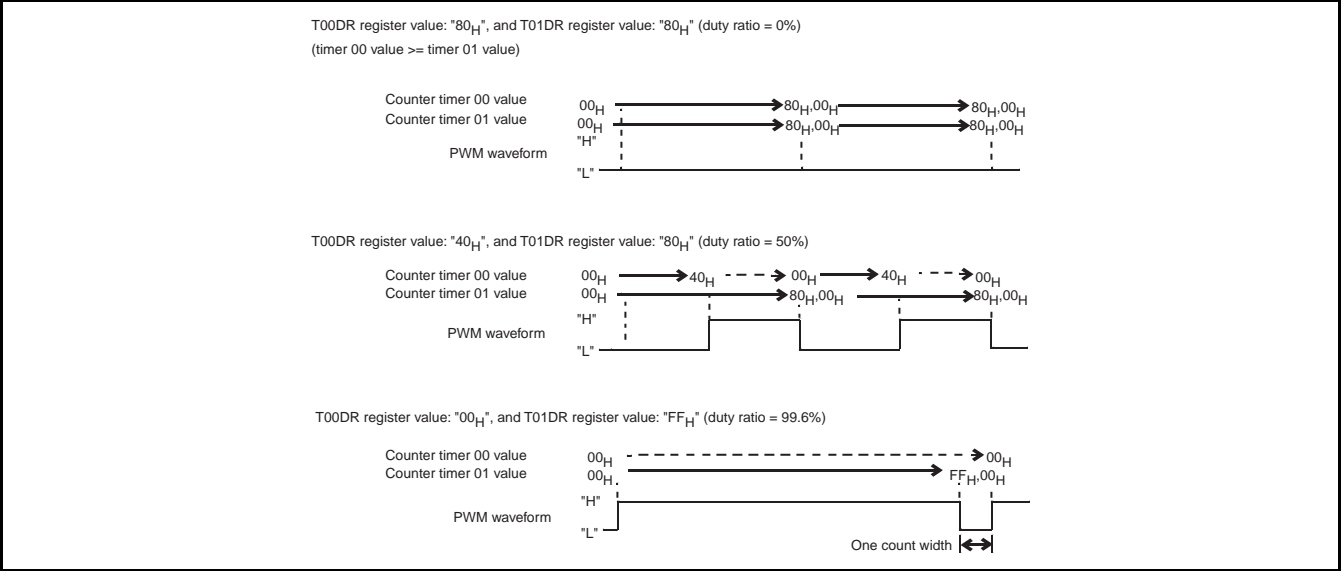 T00DR register value: "80H", and T01DR register value: "80H" (duty ratio = 0%)
(timer 00 value >= timer 01 value)
Counter timer 00 value 00H 80H,00H 80H,00H
Counter timer 01 value 00H 80H,00H 80H,00H
"H"
PWM waveform
"L"
T00DR register value: "40H", and T01DR register value: "80H" (duty ratio = 50%)
Counter timer 00 value 00H 40H 00H 40H 00H
Counter timer 01 value 00H 80H,00H 80H,00H
"H"
PWM waveform
"L"
T00DR register value: "00H", and T01DR register value: "FFH" (duty ratio = 99.6%)
Counter timer 00 value 00H 00H
Counter timer 01 value 00H FFH,00H
"H"
PWM waveform
"L"
One count width